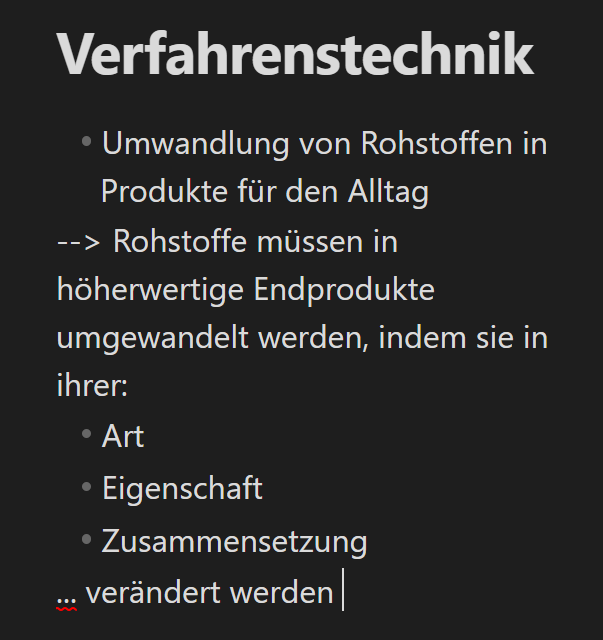 Verfahrenstechnik
• Umwandlung von Rohstoffen in
Produkte für den Alltag
--> Rohstoffe müssen in
höherwertige Endprodukte
umgewandelt werden, indem sie in
ihrer:
• Art
• Eigenschaft
• Zusammensetzung
... verändert werden